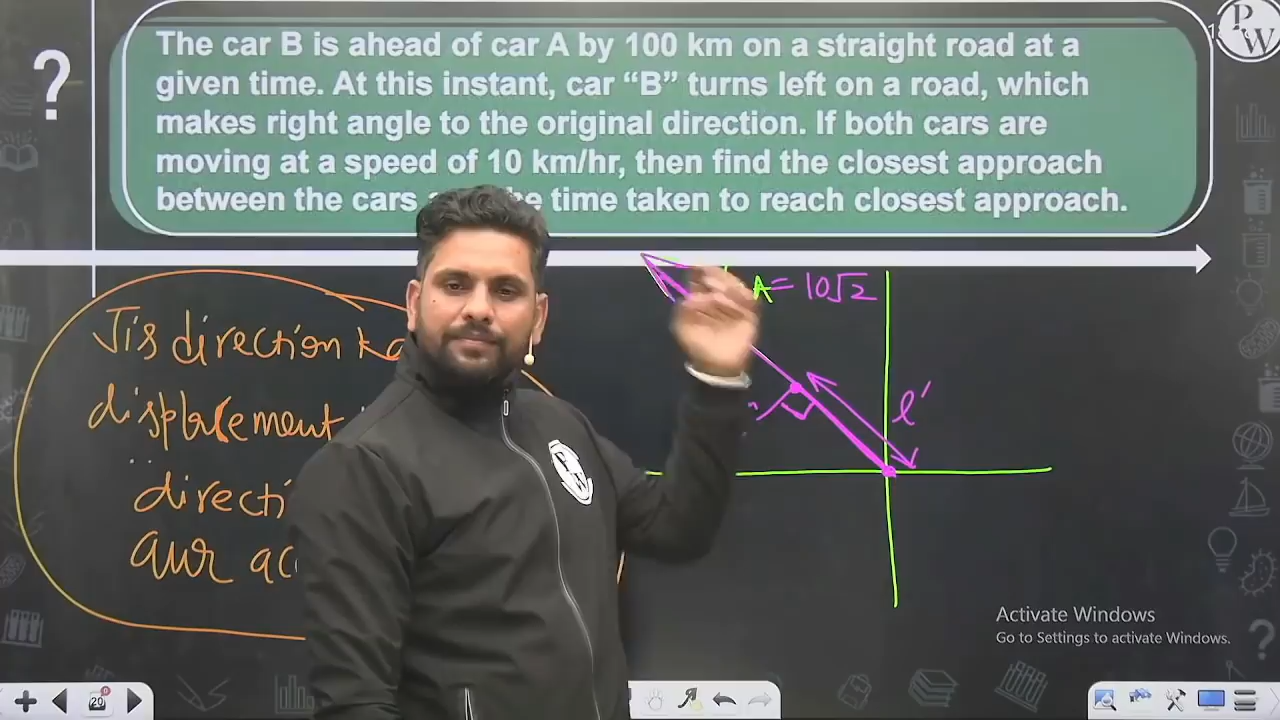 ?
The car B is ahead of car A by 100 km on a straight road at a
given time. At this instant, car “B” turns left on a road, which
makes right angle to the original direction. If both cars are
moving at a speed of 10 km/hr, then find the closest approach
between the cars the time taken to reach closest approach.
P
W
A = 10√2
Jis direction
displacement
directi
aur ac
l'
PW
Activate Windows
Go to Settings to activate Windows.
20